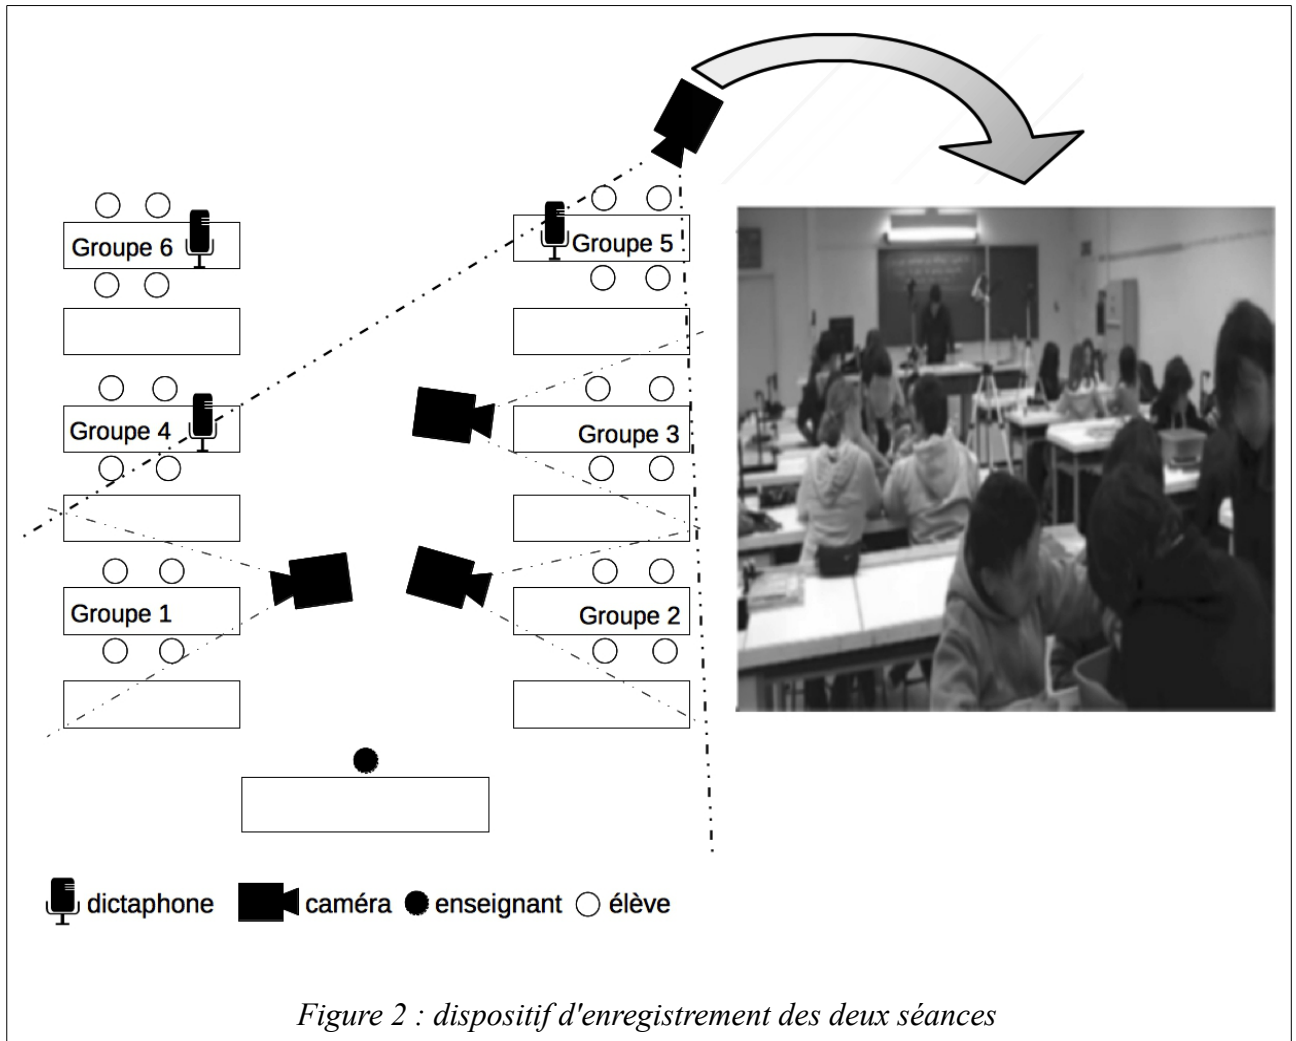 Groupe 6
Groupe 5
Groupe 4
Groupe 3
Groupe 1
Groupe 2
dictaphone caméra enseignant élève
Figure 2 : dispositif d'enregistrement des deux séances